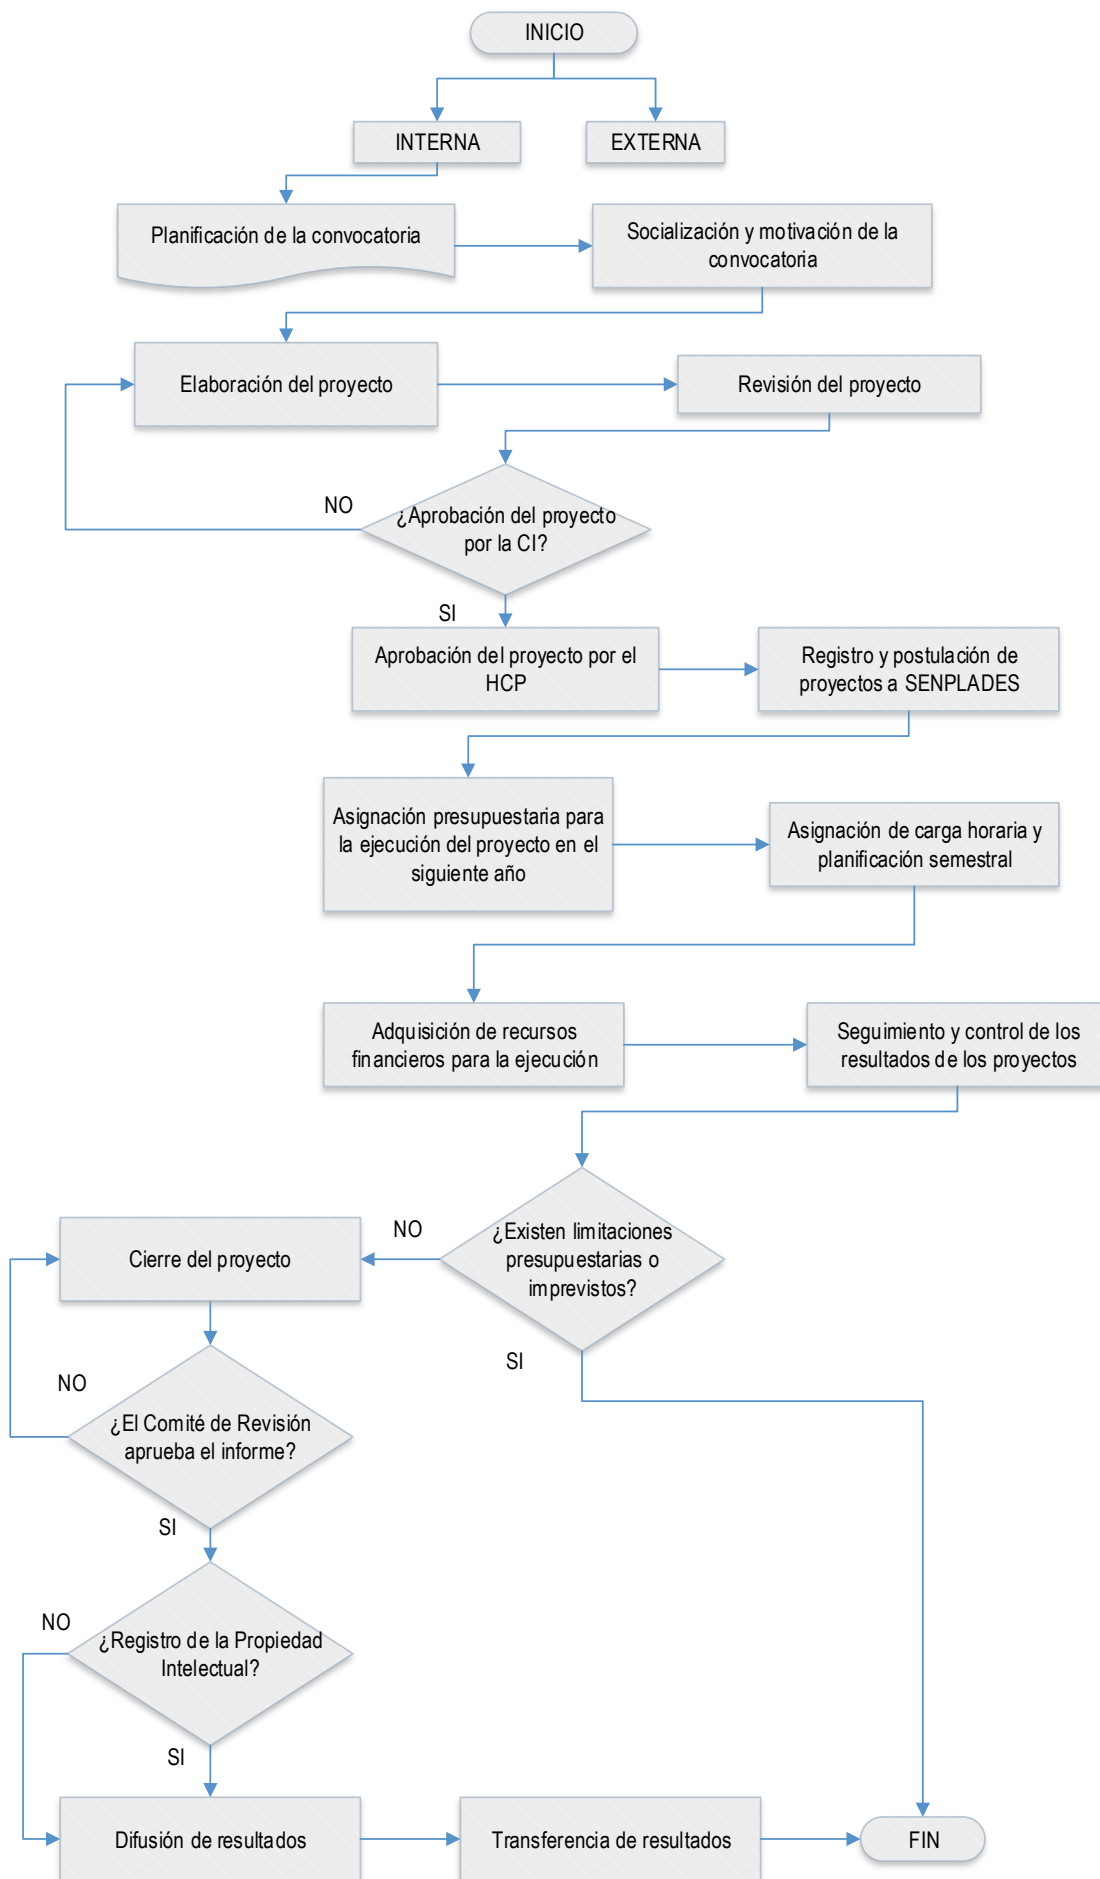 INICIO
INTERNA
EXTERNA
Planificación de la convocatoria
Socialización y motivación de la
convocatoria
Elaboración del proyecto
Revisión del proyecto
NO
¿Aprobación del proyecto
por la CI?
SI
Aprobación del proyecto por el
HCP
Registro y postulación de
proyectos a SENPLADES
Asignación presupuestaria para
la ejecución del proyecto en el
siguiente año
Asignación de carga horaria y
planificación semestral
Adquisición de recursos
financieros para la ejecución
Seguimiento y control de los
resultados de los proyectos
¿Existen limitaciones
presupuestarias o
imprevistos?
NO
SI
Cierre del proyecto
NO
¿El Comité de Revisión
aprueba el informe?
SI
NO
¿Registro de la Propiedad
Intelectual?
SI
Difusión de resultados
Transferencia de resultados
FIN